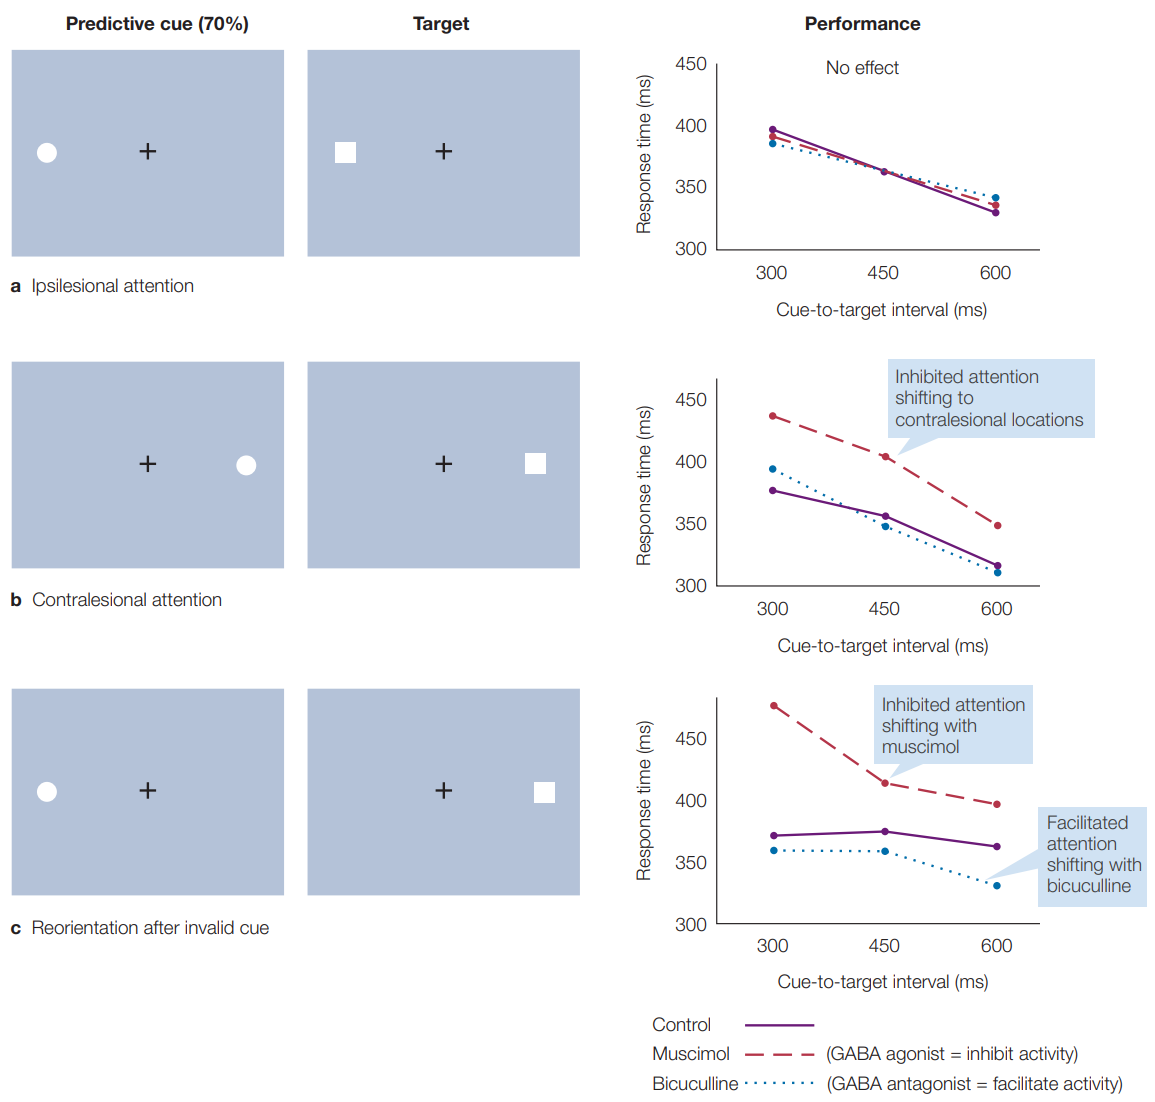 Predictive cue (70%)
Target
Performance
+
+
No effect
Response time (ms)
450
400
350
300
300
450
600
Cue-to-target interval (ms)
a Ipsilesional attention
+
+
Inhibited attention
shifting to
contralesional locations
Response time (ms)
450
400
350
300
300
450
600
Cue-to-target interval (ms)
b Contralesional attention
+
+
Inhibited attention
shifting with
muscimol
Facilitated
attention
shifting with
bicuculline
Response time (ms)
450
400
350
300
300
450
600
Cue-to-target interval (ms)
c Reorientation after invalid cue
Control
Muscimol (GABA agonist = inhibit activity)
Bicuculline (GABA antagonist = facilitate activity)